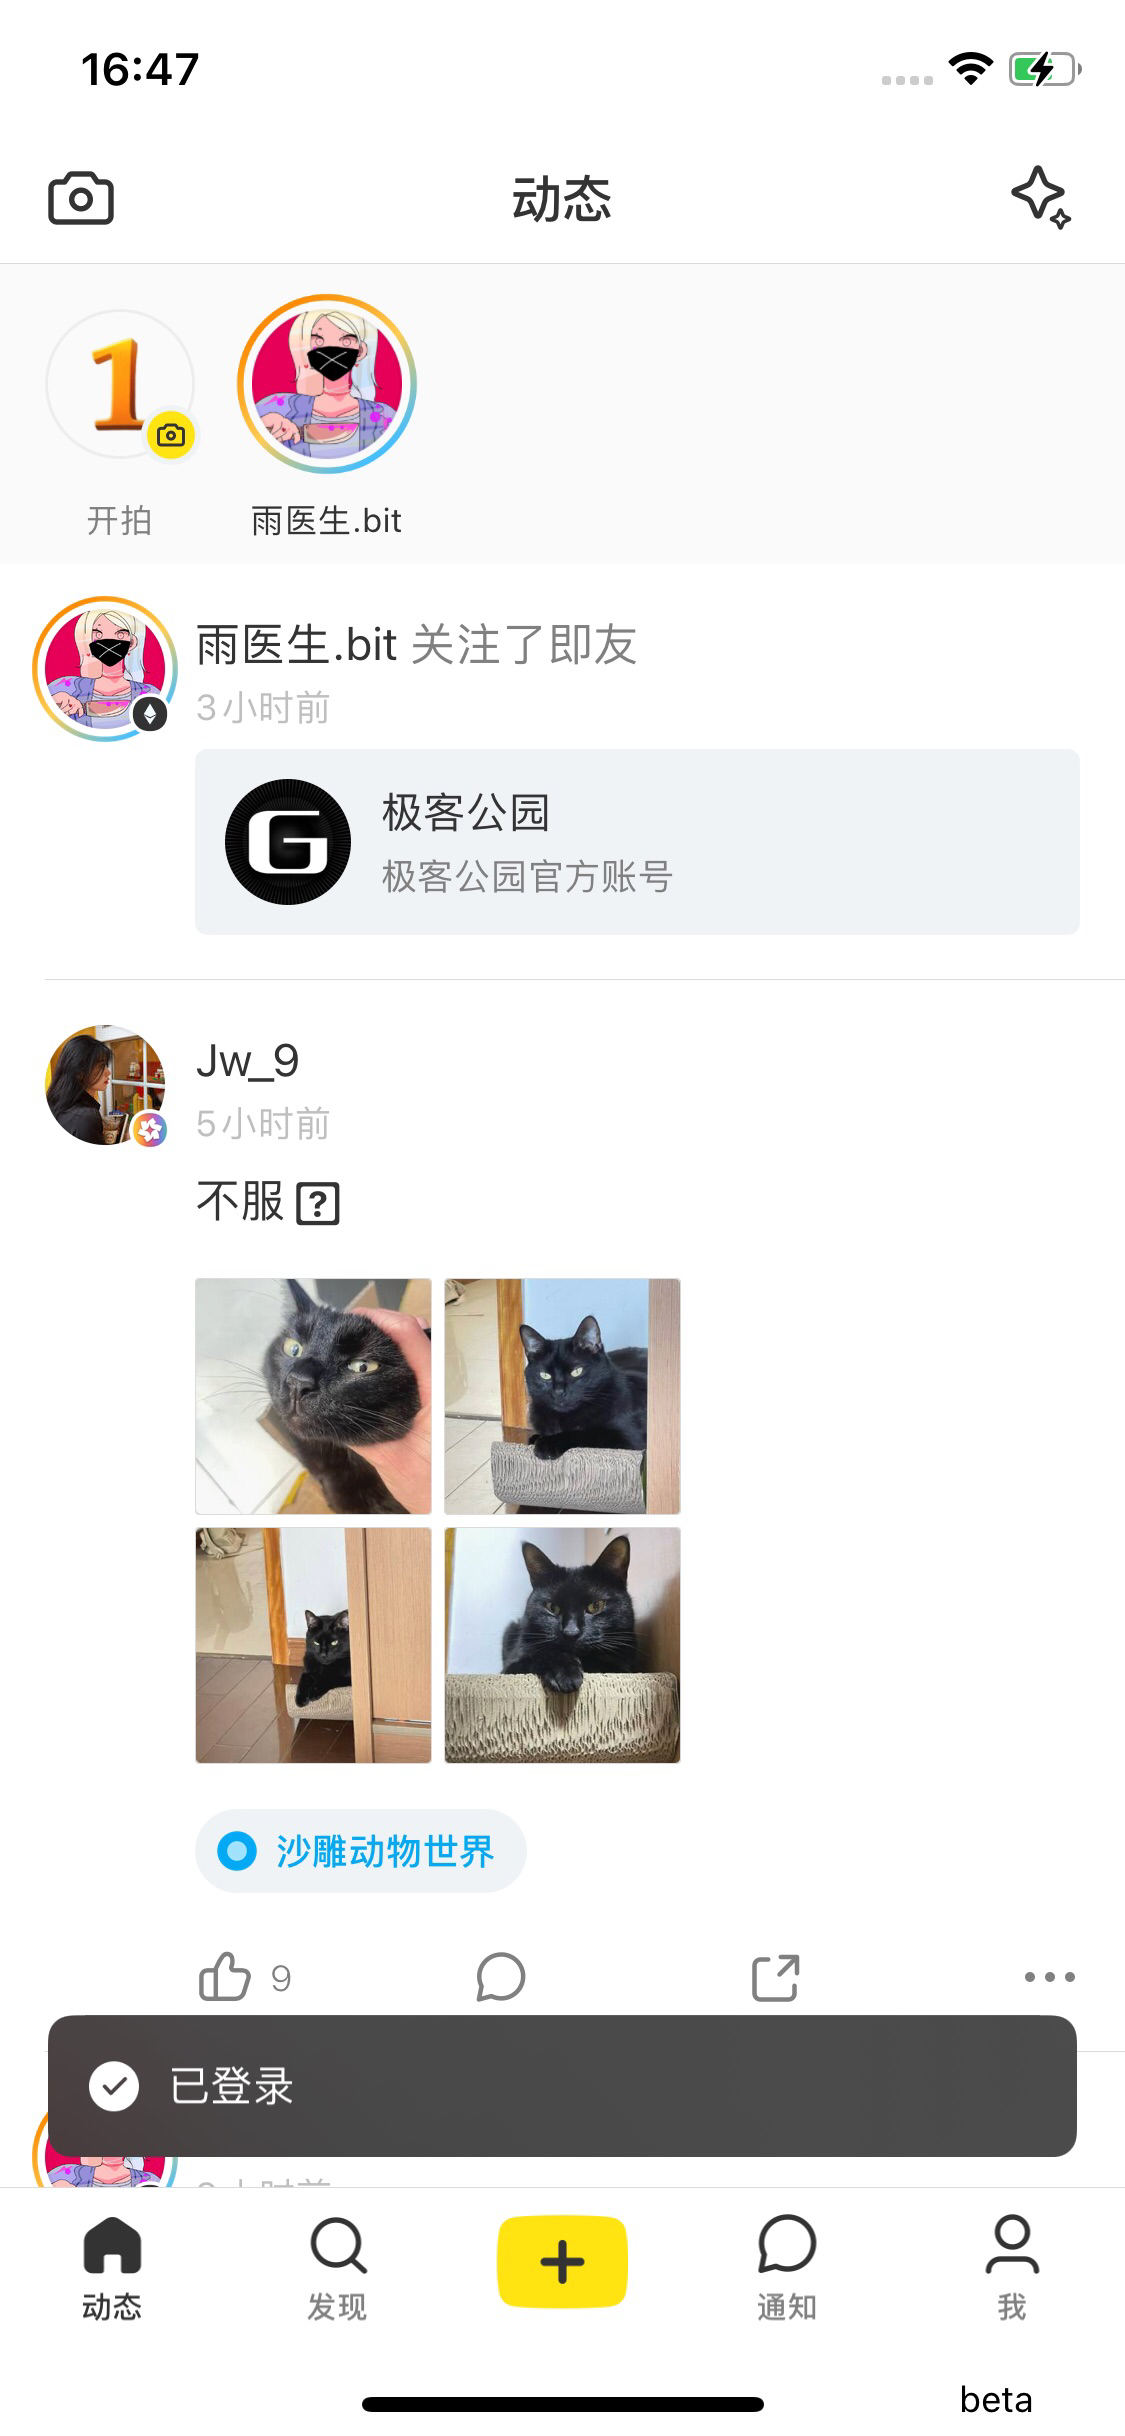 16:47
动态
1
开拍
雨医生.bit
雨医生.bit 关注了即友
3小时前
G
极客公园
极客公园官方账号
Jw_9
5小时前
不服 ?
沙雕动物世界
9
已登录
动态
发现
通知
我
beta